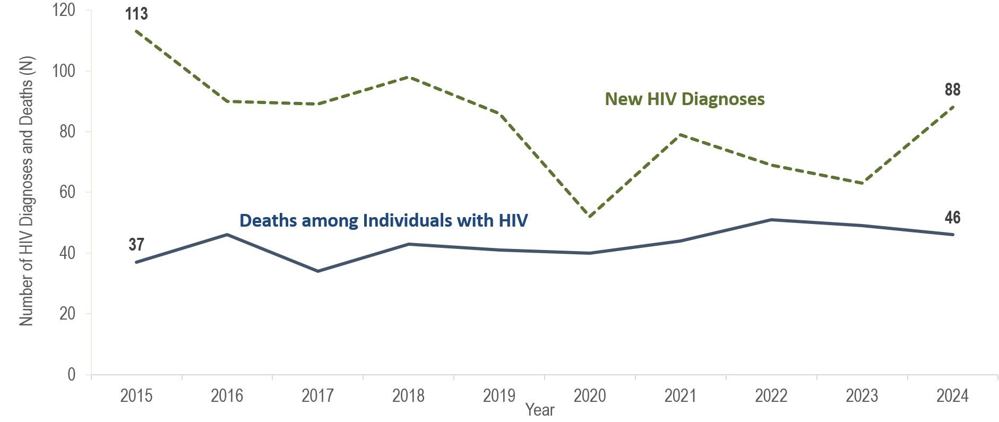 120
113
100
88
New HIV Diagnoses
80
60
Deaths among Individuals with HIV
46
37
40
20
0
Number of HIV Diagnoses and Deaths (N)
2015 2016 2017 2018 2019 2020 2021 2022 2023 2024
Year